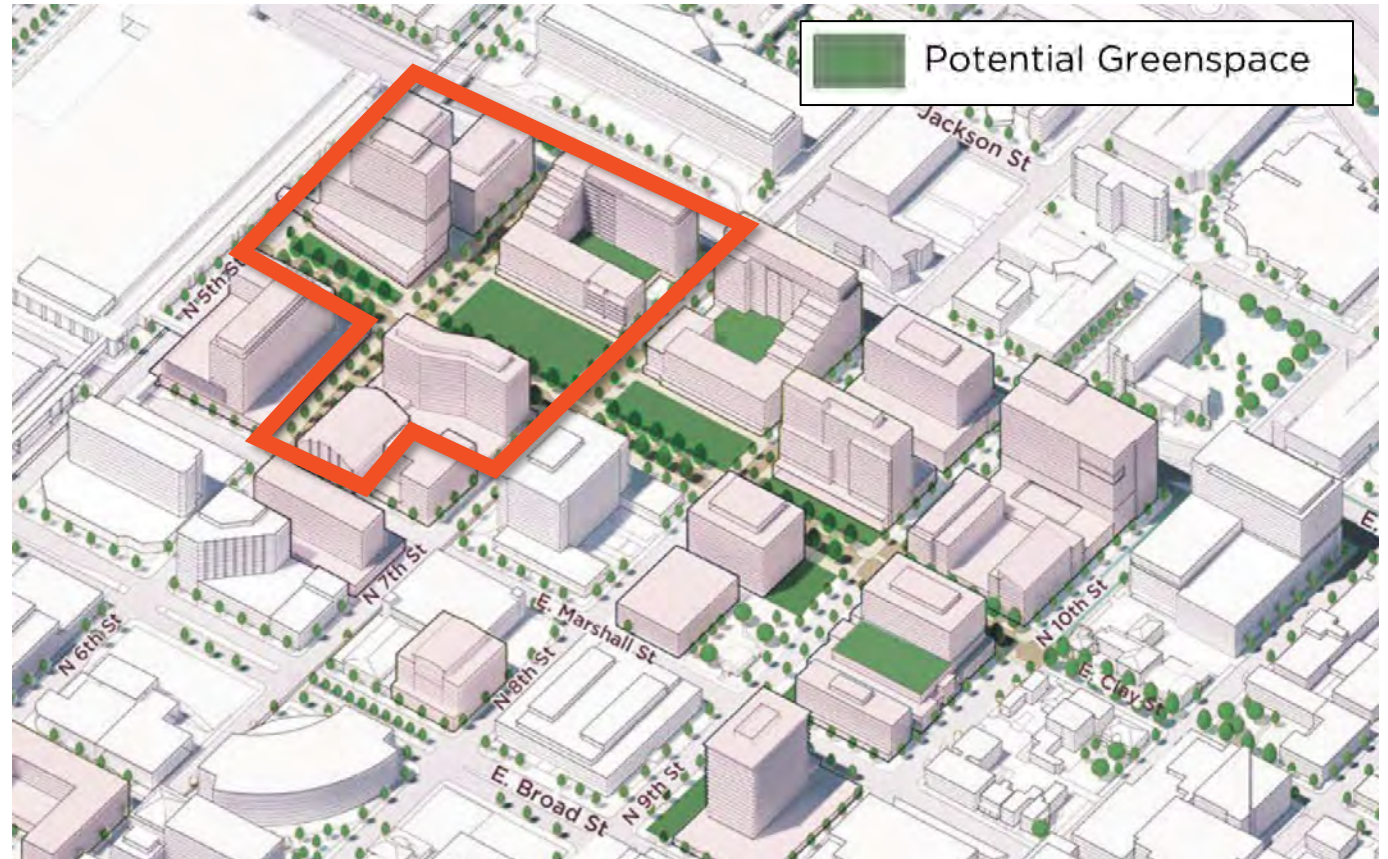 Potential Greenspace
Jackson St
N 5th St
N 7th St
E. Marshall St
N 10th St
N 6th St
N 8th St
E. Clay St
E. Broad St
N 9th St
E.